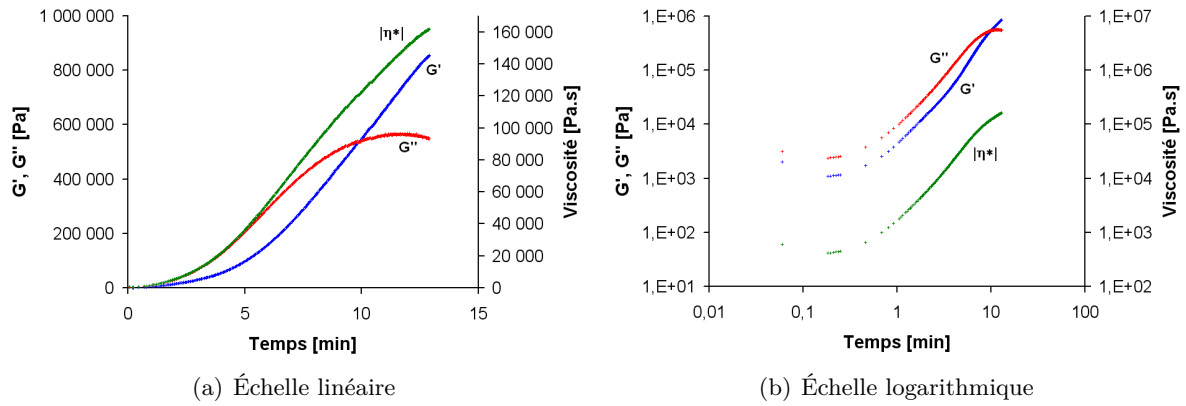 1 000 000
800 000
600 000
400 000
200 000
0
G', G'' [Pa]
|η*|
G'
G''
160 000
140 000
120 000
100 000
80 000
60 000
40 000
20 000
0
Viscosité [Pa.s]
0 5 10 15
Temps [min]
(a) Échelle linéaire
1,E+06
1,E+05
1,E+04
1,E+03
1,E+02
1,E+01
G', G'' [Pa]
G''
G'
|η*|
1,E+07
1,E+06
1,E+05
1,E+04
1,E+03
1,E+02
Viscosité [Pa.s]
0,01 0,1 1 10 100
Temps [min]
(b) Échelle logarithmique